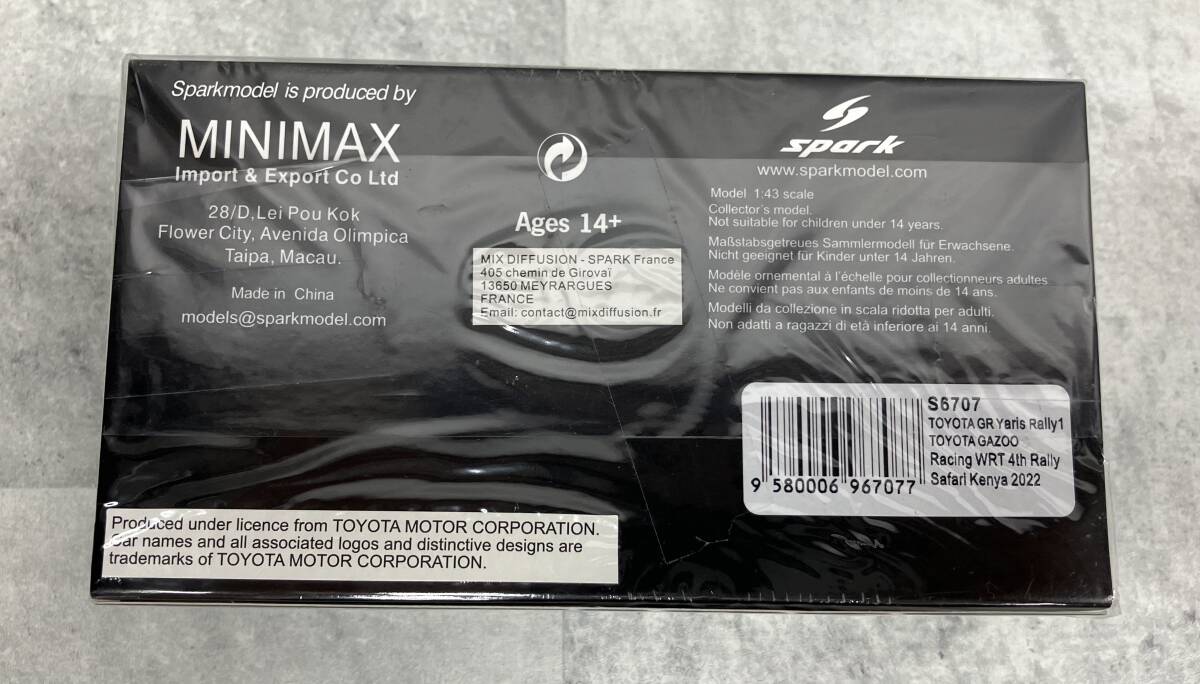 Sparkmodel is produced by
MINIMAX
Import & Export Co Ltd
28/D, Lei Pou Kok
Flower City, Avenida Olimpica
Taipa, Macau.
Made in China
models@sparkmodel.com
Ages 14+
MIX DIFFUSION - SPARK France
405 chemin de Girovaï
13650 MEYRARGUES
FRANCE
Email: contact@mixdiffusion.fr
spark
www.sparkmodel.com
Model 1:43 scale
Collector's model.
Not suitable for children under 14 years.
Maßstabsgetreues Sammlermodell für Erwachsene.
Nicht geeignet für Kinder unter 14 Jahren.
Modèle ornemental à l'échelle pour collectionneurs adultes.
Ne convient pas aux enfants de moins de 14 ans.
Modelli da collezione in scala ridotta per adulti.
Non adatti a ragazzi di età inferiore ai 14 anni.
S6707
TOYOTA GR Yaris Rally1
TOYOTA GAZOO
Racing WRT 4th Rally
Safari Kenya 2022
9 580006 967077
Produced under licence from TOYOTA MOTOR CORPORATION.
Car names and all associated logos and distinctive designs are
trademarks of TOYOTA MOTOR CORPORATION.